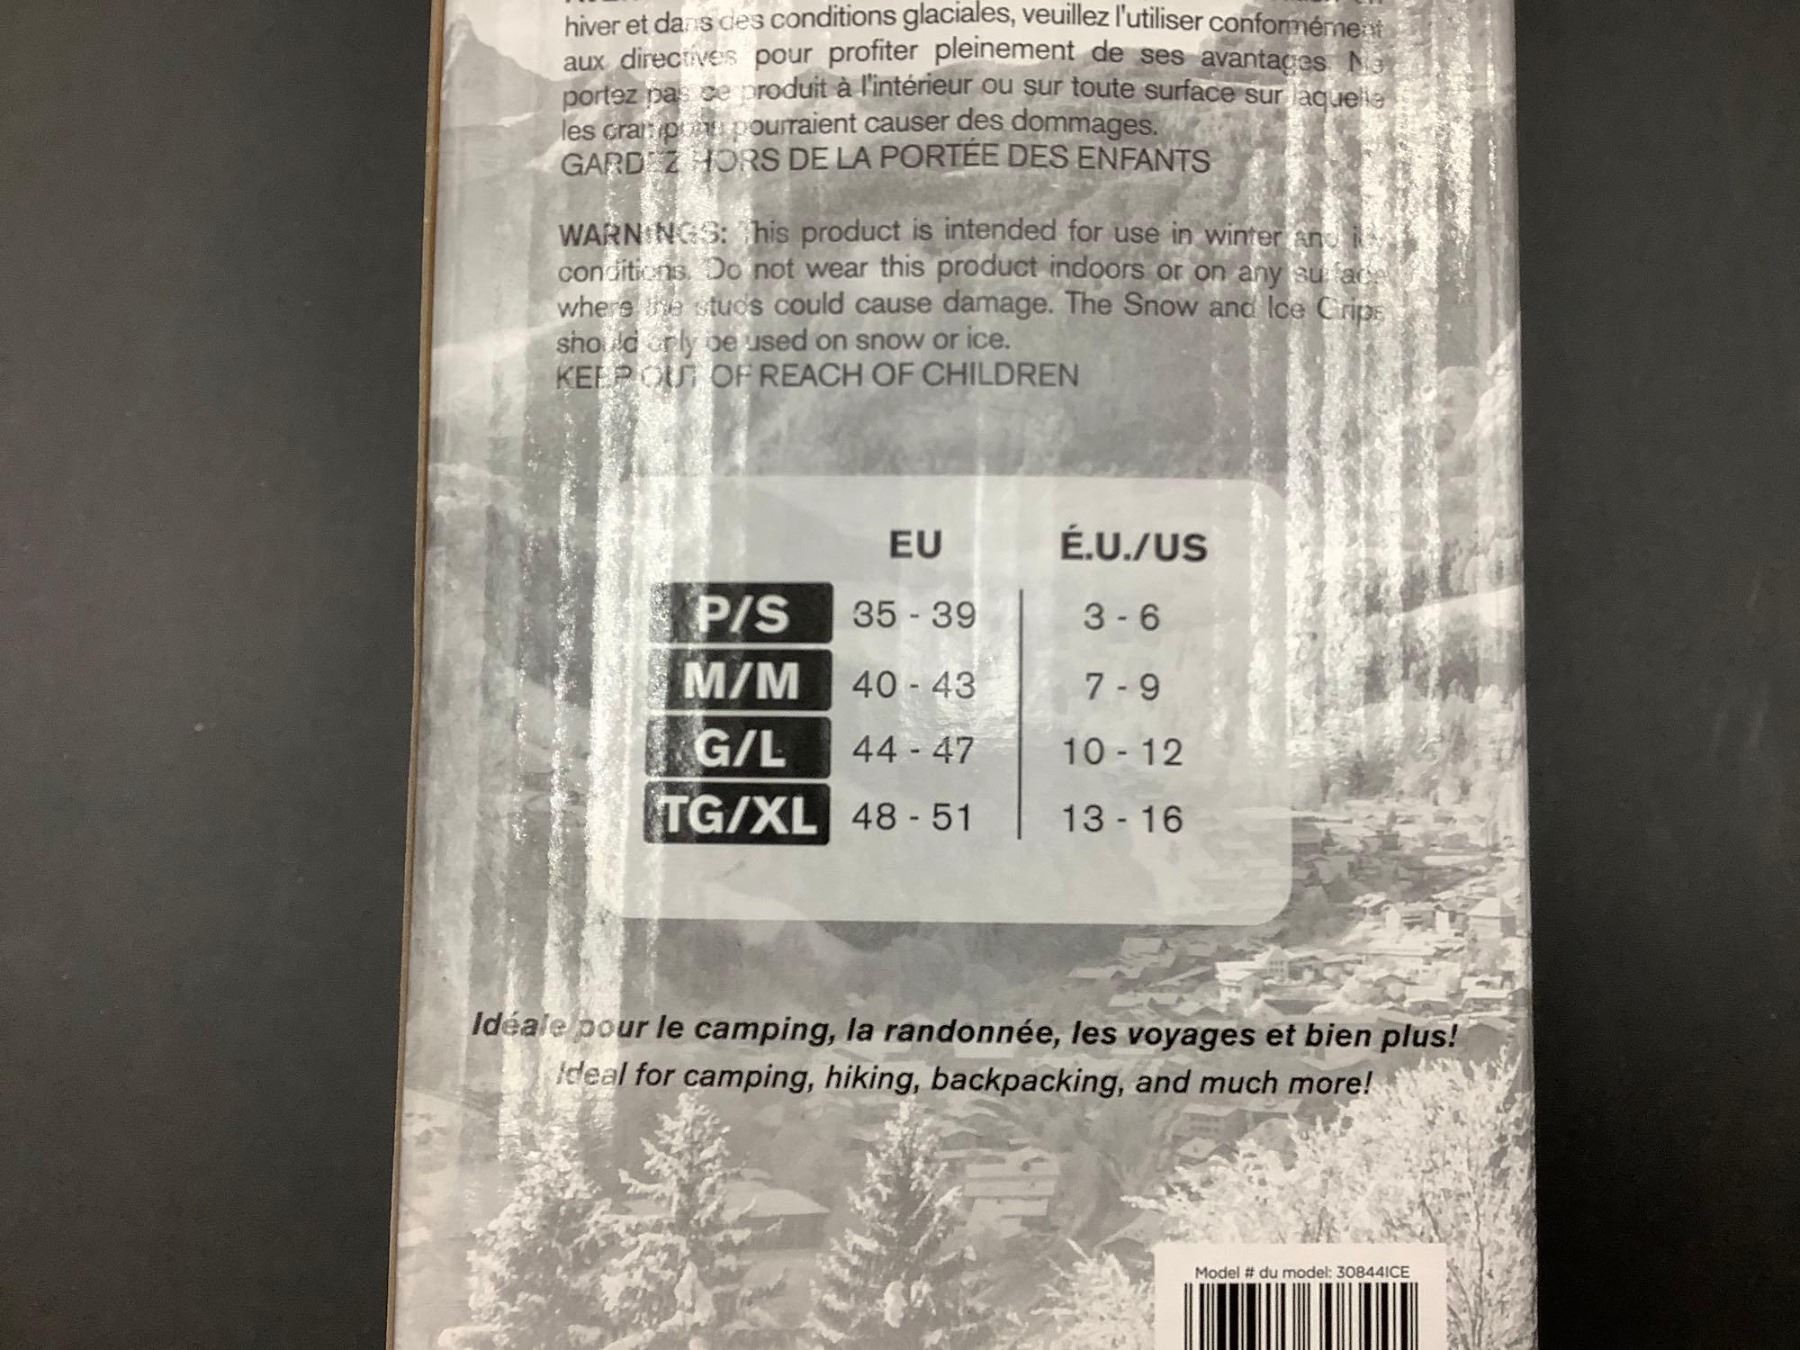 hiver et dans des conditions glaciales, veuillez l'utiliser conformément
aux directives pour profiter pleinement de ses avantages. Ne
portez pas ce produit à l'intérieur ou sur toute surface sur laquelle
les crampons pourraient causer des dommages.
GARDEZ HORS DE LA PORTÉE DES ENFANTS
WARNINGS: This product is intended for use in winter and icy
conditions. Do not wear this product indoors or on any surface
where the studs could cause damage. The Snow and Ice Grips
should only be used on snow or ice.
KEEP OUT OF REACH OF CHILDREN
EU É.U./US
P/S 35 - 39 3 - 6
M/M 40 - 43 7 - 9
G/L 44 - 47 10 - 12
TG/XL 48 - 51 13 - 16
Idéale pour le camping, la randonnée, les voyages et bien plus!
Ideal for camping, hiking, backpacking, and much more!
Model # du model: 30844ICE